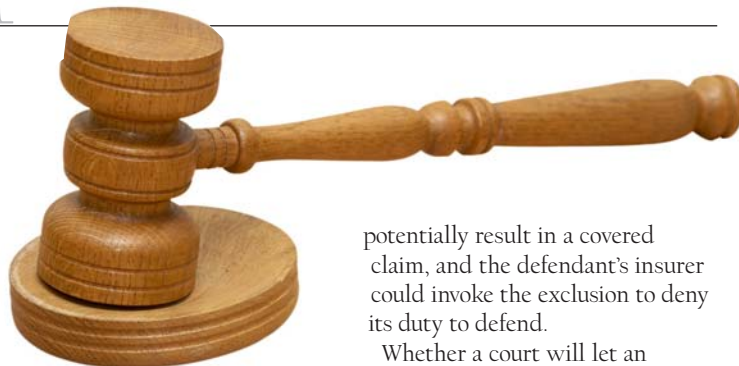 potentially result in a covered
claim, and the defendant's insurer
could invoke the exclusion to deny
its duty to defend.
Whether a court will let an